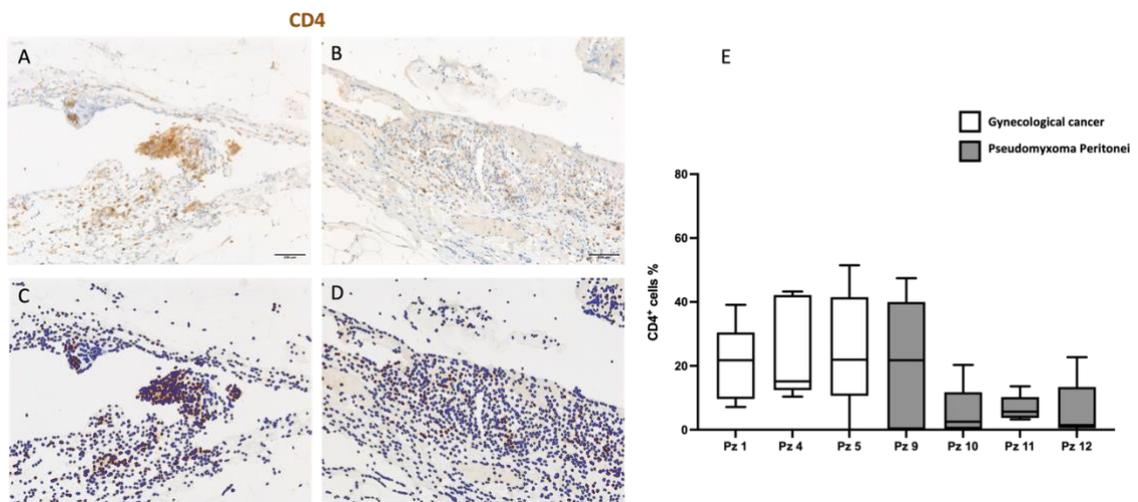 CD4
A
B
C
D
E
Gynecological cancer
Pseudomyxoma Peritonei
CD4+ cells %
80
60
40
20
0
Pz 1 Pz 4 Pz 5 Pz 9 Pz 10 Pz 11 Pz 12